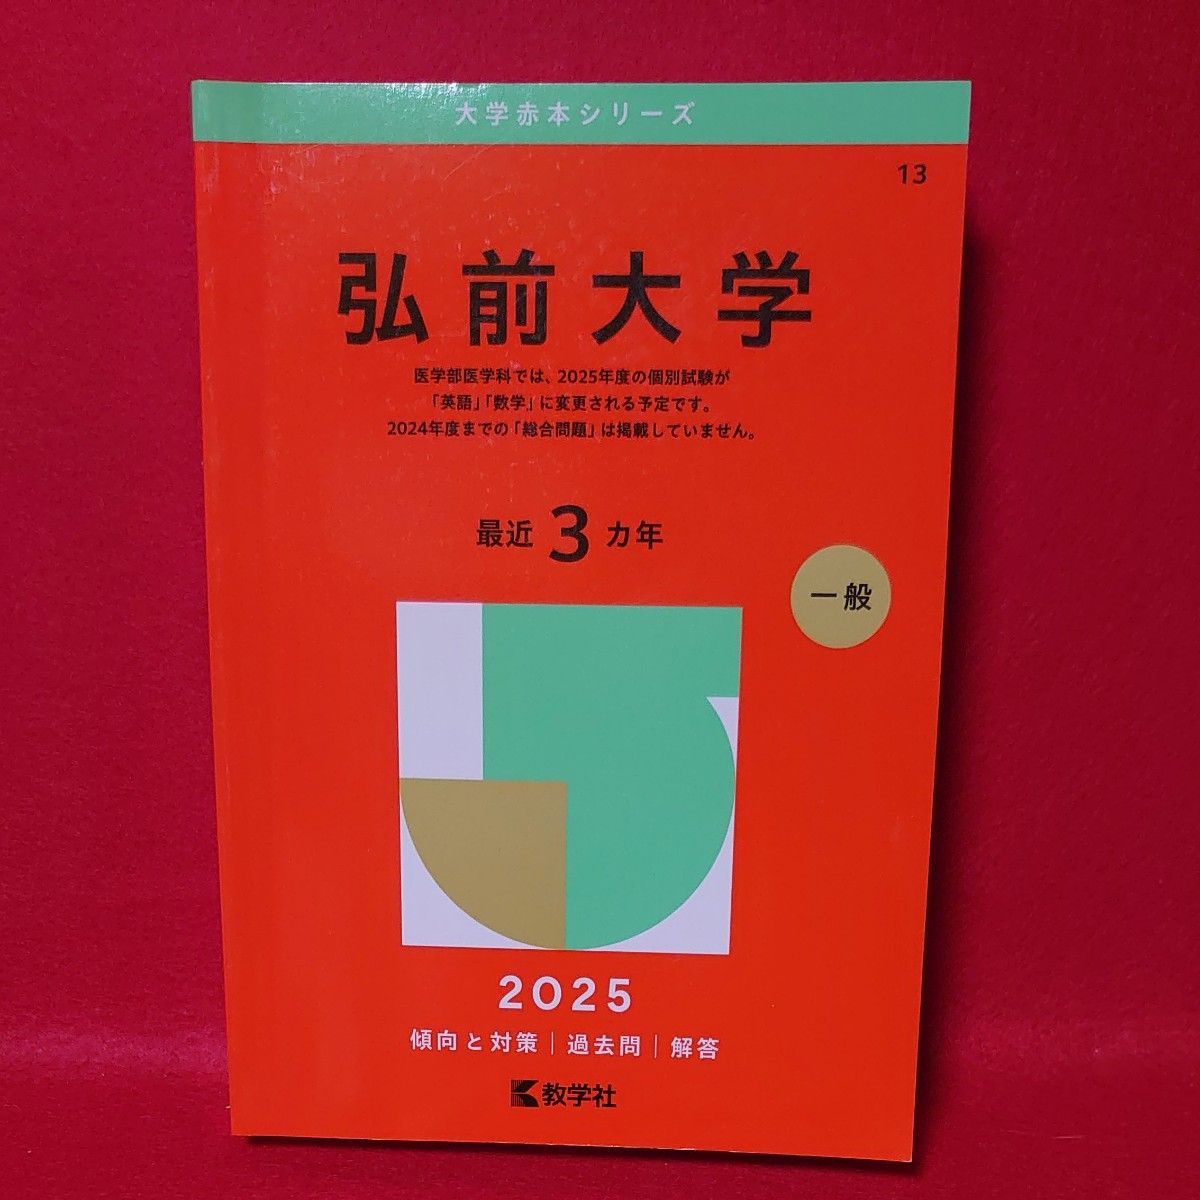 大学赤本シリーズ
13
弘前大学
医学部医学科では、2025年度の個別試験が
「英語」「数学」に変更される予定です。
2024年度までの「総合問題」は掲載していません。
最近3カ年
一般
2025
傾向と対策|過去問|解答
教学社